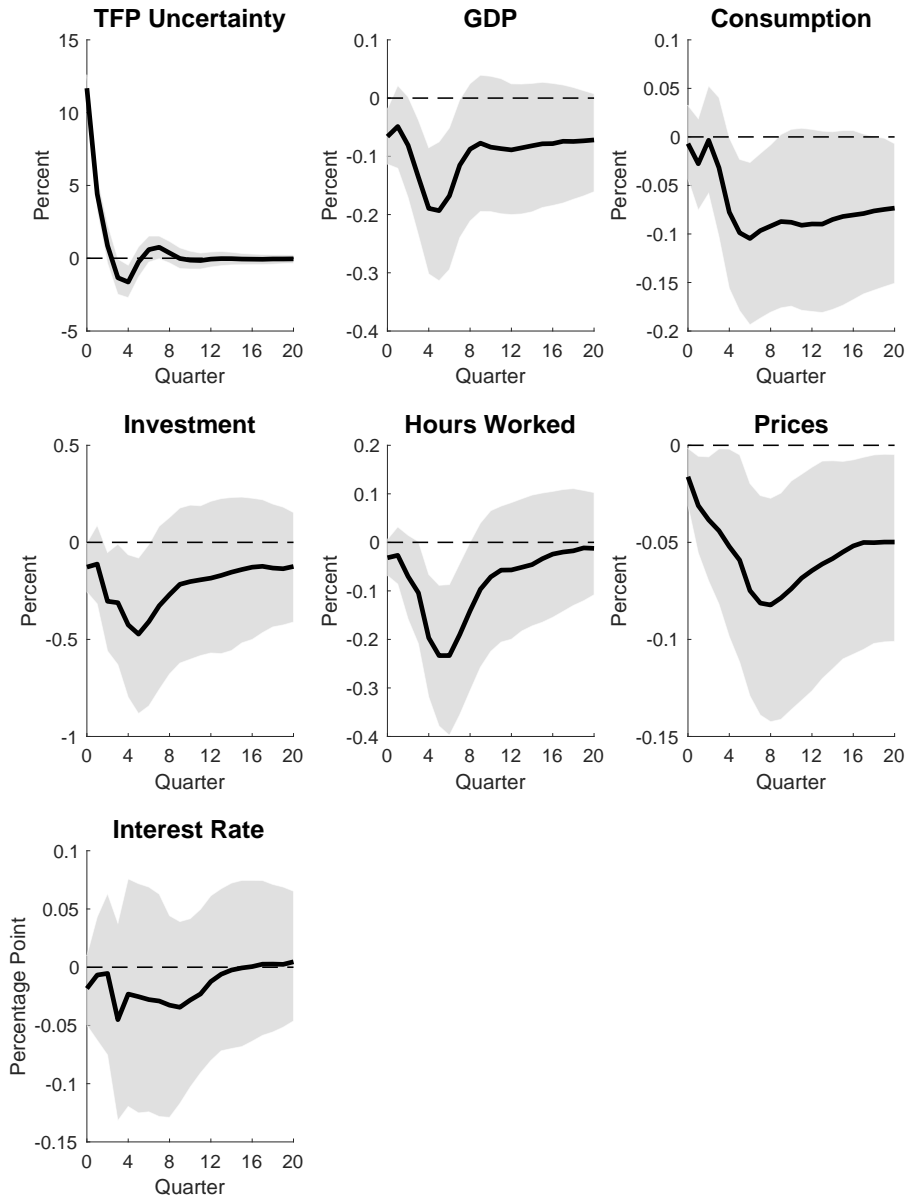 TFP Uncertainty
GDP
Consumption
15
10
5
0
-5
Percent
0 4 8 12 16 20
Quarter
0.1
0
-0.1
-0.2
-0.3
-0.4
Percent
0 4 8 12 16 20
Quarter
0.1
0.05
0
-0.05
-0.1
-0.15
-0.2
Percent
0 4 8 12 16 20
Quarter
Investment
Hours Worked
Prices
0.5
0
-0.5
-1
Percent
0 4 8 12 16 20
Quarter
0.2
0.1
0
-0.1
-0.2
-0.3
-0.4
Percent
0 4 8 12 16 20
Quarter
0
-0.05
-0.1
-0.15
Percent
0 4 8 12 16 20
Quarter
Interest Rate
0.1
0.05
0
-0.05
-0.1
-0.15
Percentage Point
0 4 8 12 16 20
Quarter